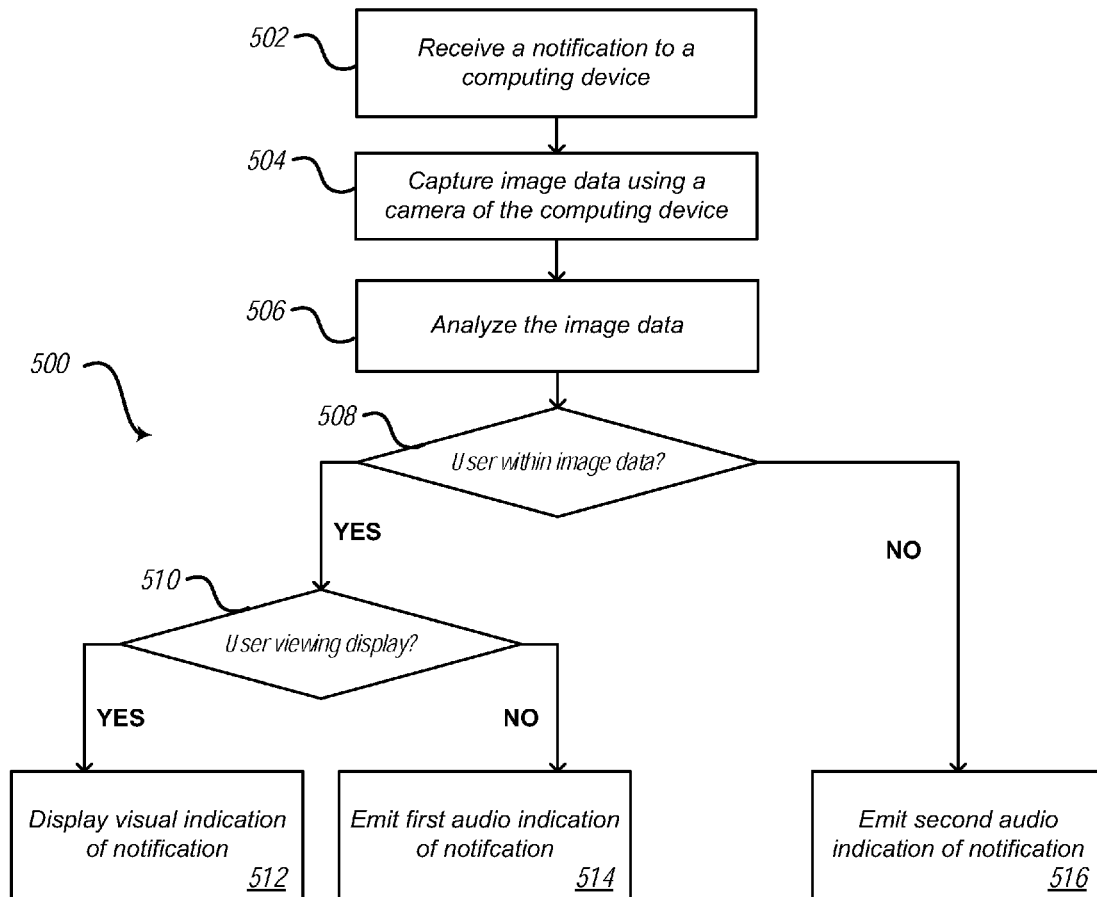 502
Receive a notification to a
computing device
504
Capture image data using a
camera of the computing device
506
Analyze the image data
500
508
User within image data?
YES
NO
510
User viewing display?
YES
NO
Display visual indication
of notification
512
Emit first audio indication
of notifcation
514
Emit second audio
indication of notification
516